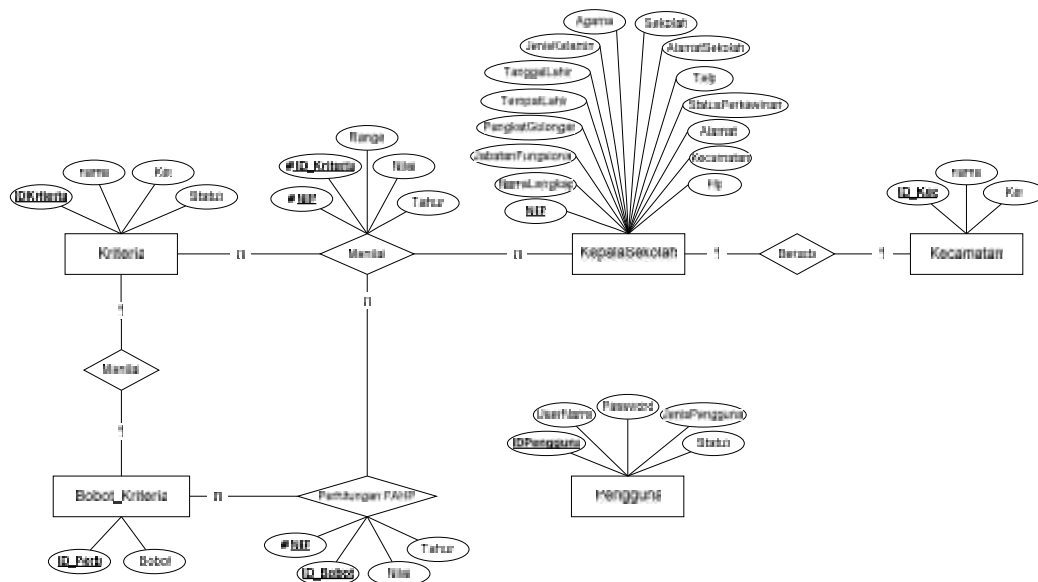 Agama
Sekolah
JenisKelamin
AlamatSekolah
TanggalLahir
Telp
TempatLahir
StatusPerkawinan
Range
PangkatGolongan
Alamat
#ID_Kriteria
Nilai
JabatanFungsional
Kecamatan
nama
Ket
NamaLengkap
Hp
nama
IDKriteria
Status
#NIP
Tahun
NIP
ID_Kec
Ket
Kriteria
n
Menilai
n
KepalaSekolah
1
Berada
1
Kecamatan
1
n
Menilai
1
UserName
Password
JenisPengguna
IDPengguna
Status
Bobot_Kriteria
n
Perhitungan FAHP
Pengguna
ID_Perb
Bobot
#NIP
Tahun
ID_Bobot
Nilai